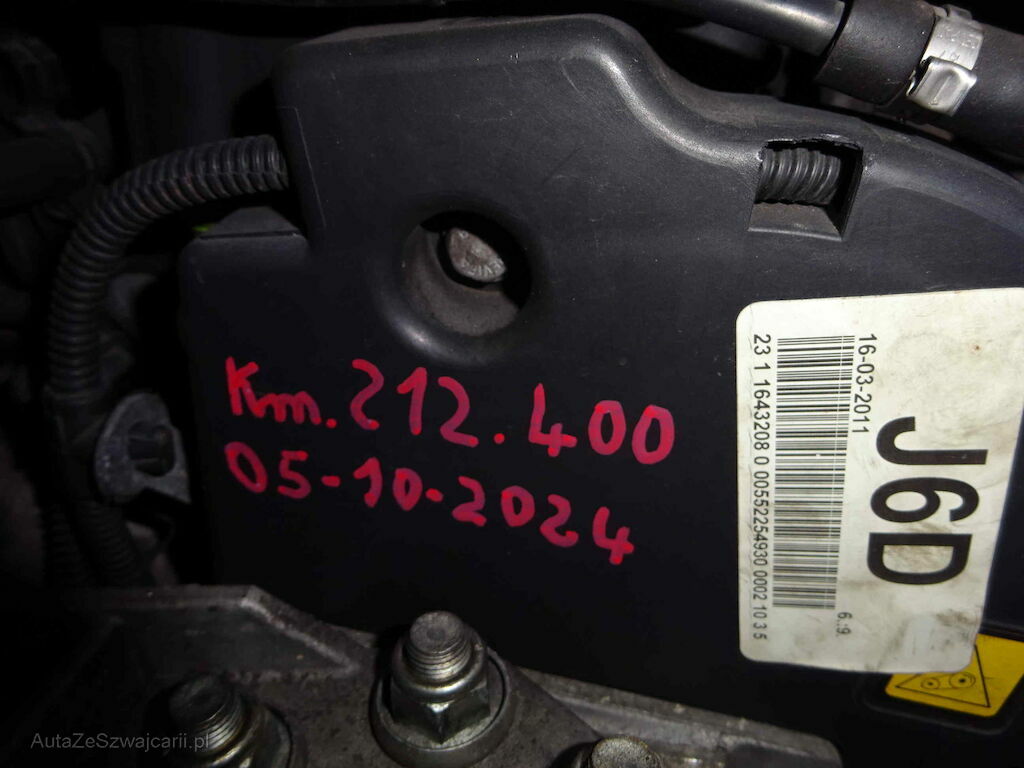 Km. 212.400
05-10-2024
J6D
16-03-2011
6.:9.
23 1 1643208 0 00552254930 0002 10 3 5
AutaZeSzwajcarii.pl